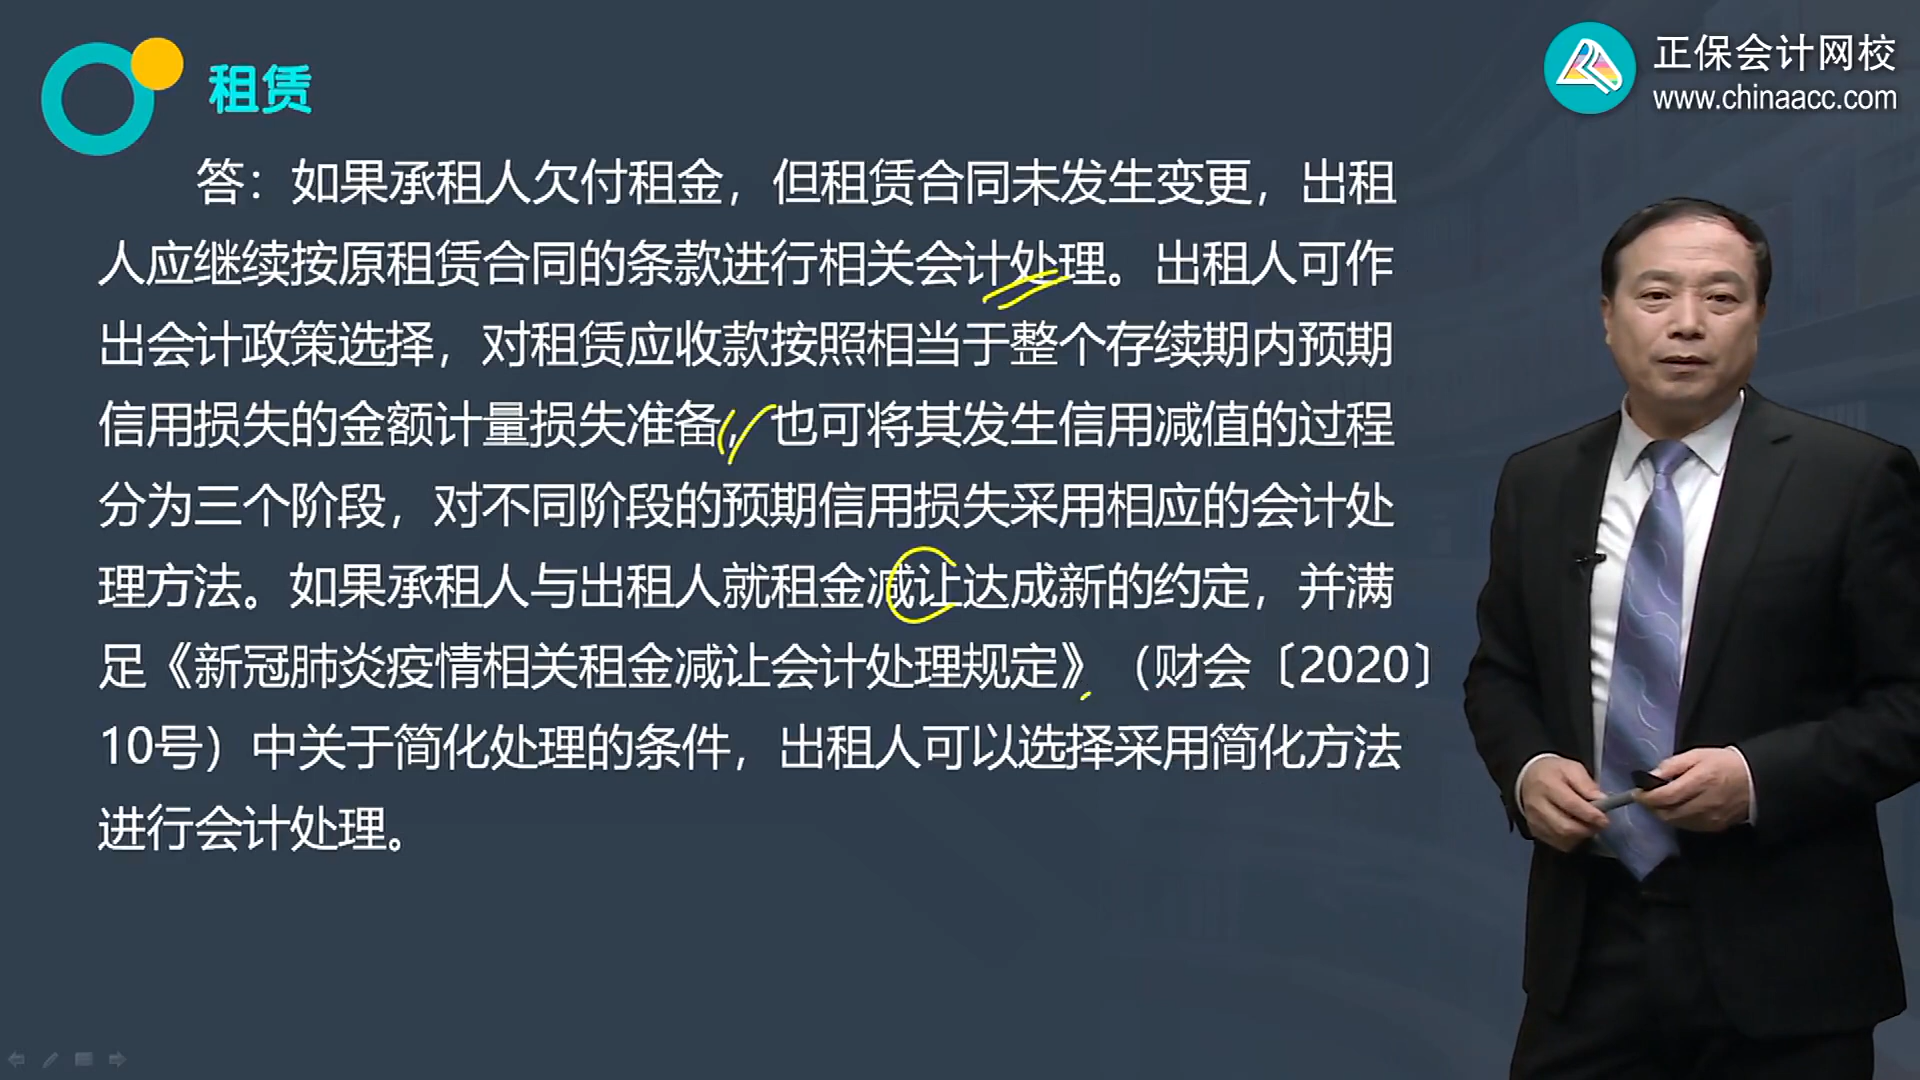 租赁
正保会计网校
www.chinaacc.com
答：如果承租人欠付租金，但租赁合同未发生变更，出租
人应继续按原租赁合同的条款进行相关会计处理。出租人可作
出会计政策选择，对租赁应收款按照相当于整个存续期内预期
信用损失的金额计量损失准备，也可将其发生信用减值的过程
分为三个阶段，对不同阶段的预期信用损失采用相应的会计处
理方法。如果承租人与出租人就租金减让达成新的约定，并满
足《新冠肺炎疫情相关租金减让会计处理规定》（财会〔2020〕
10号）中关于简化处理的条件，出租人可以选择采用简化方法
进行会计处理。